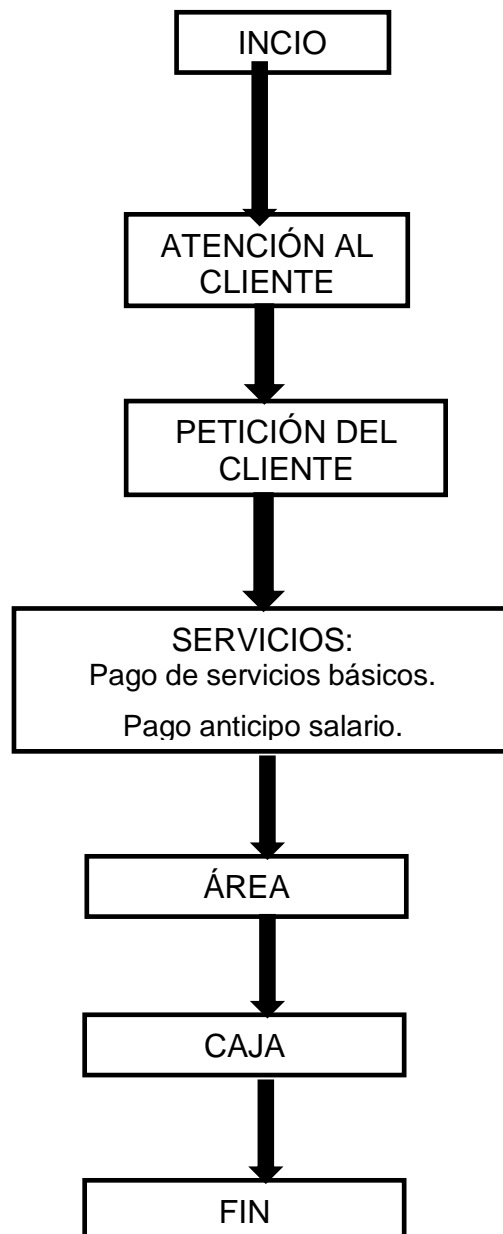 INCIO
ATENCIÓN AL
CLIENTE
PETICIÓN DEL
CLIENTE
SERVICIOS:
Pago de servicios básicos.
Pago anticipo salario.
ÁREA
CAJA
FIN